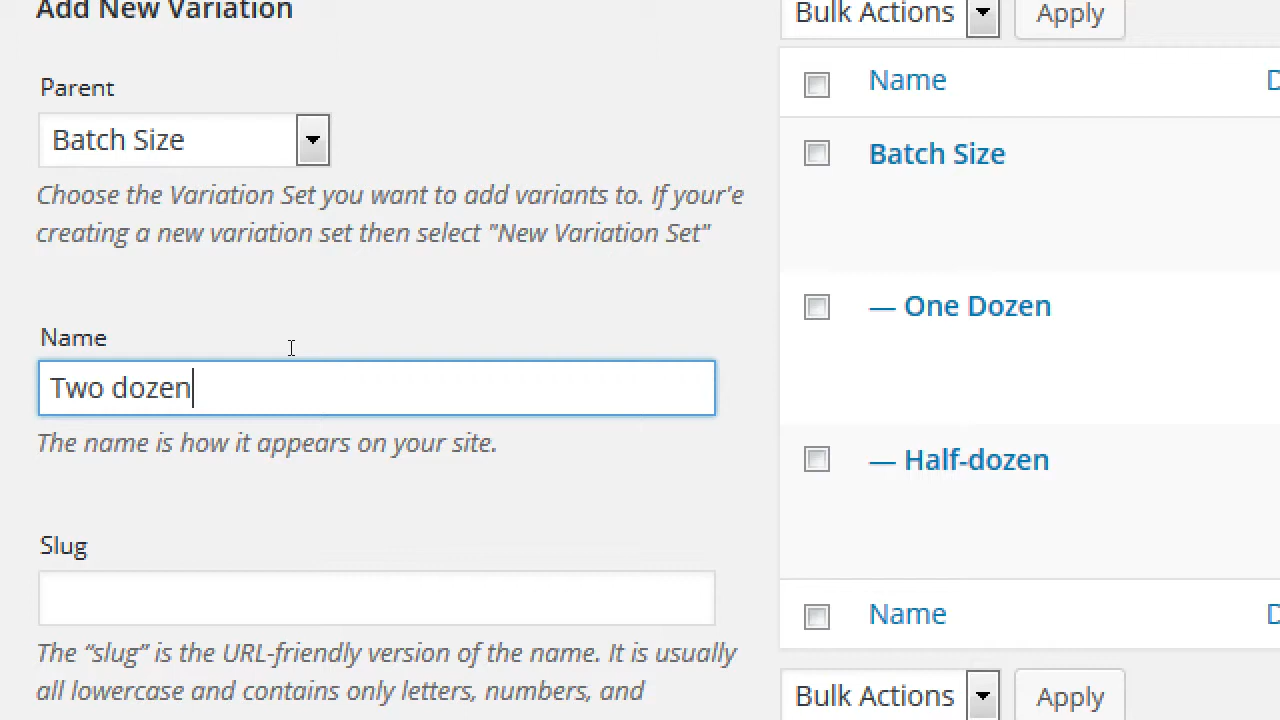 Add New Variation
Parent
Batch Size
Choose the Variation Set you want to add variants to. If your'e
creating a new variation set then select "New Variation Set"
Name
Two dozen
The name is how it appears on your site.
Slug
The “slug” is the URL-friendly version of the name. It is usually
all lowercase and contains only letters, numbers, and
Bulk Actions
Apply
Name
Batch Size
— One Dozen
— Half-dozen
Name
Bulk Actions
Apply